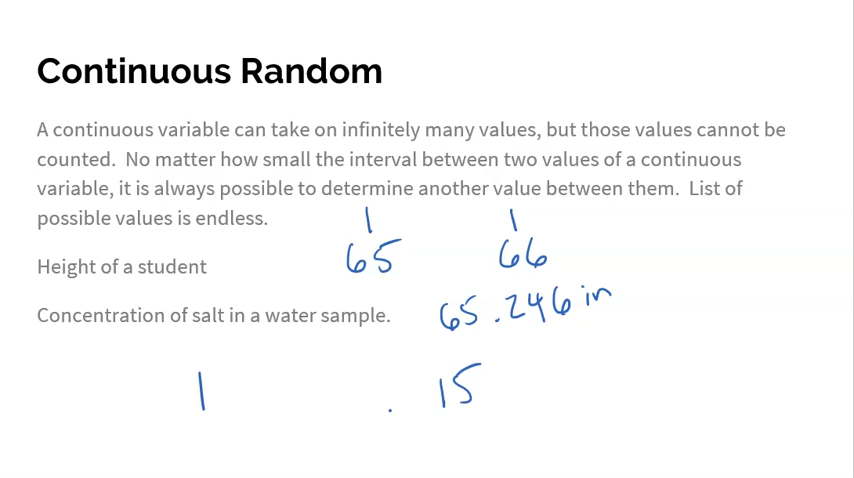 Continuous Random
A continuous variable can take on infinitely many values, but those values cannot be
counted. No matter how small the interval between two values of a continuous
variable, it is always possible to determine another value between them. List of
possible values is endless.
Height of a student 65 66
Concentration of salt in a water sample. 65.246 in
1 . 15